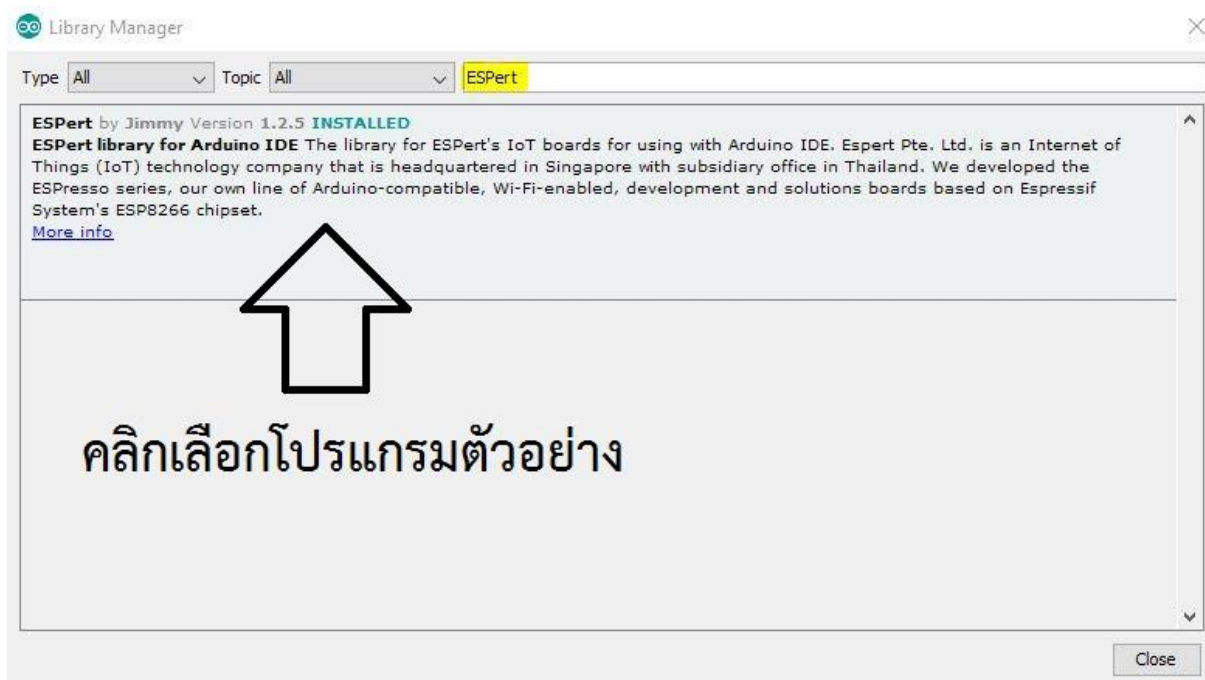 Library Manager
Type All Topic All ESPert
ESPert by Jimmy Version 1.2.5 INSTALLED
ESPert library for Arduino IDE The library for ESPert's IoT boards for using with Arduino IDE. Espert Pte. Ltd. is an Internet of
Things (IoT) technology company that is headquartered in Singapore with subsidiary office in Thailand. We developed the
ESPresso series, our own line of Arduino-compatible, Wi-Fi-enabled, development and solutions boards based on Espressif
System's ESP8266 chipset.
More info
คลิกเลือกโปรแกรมตัวอย่าง
Close